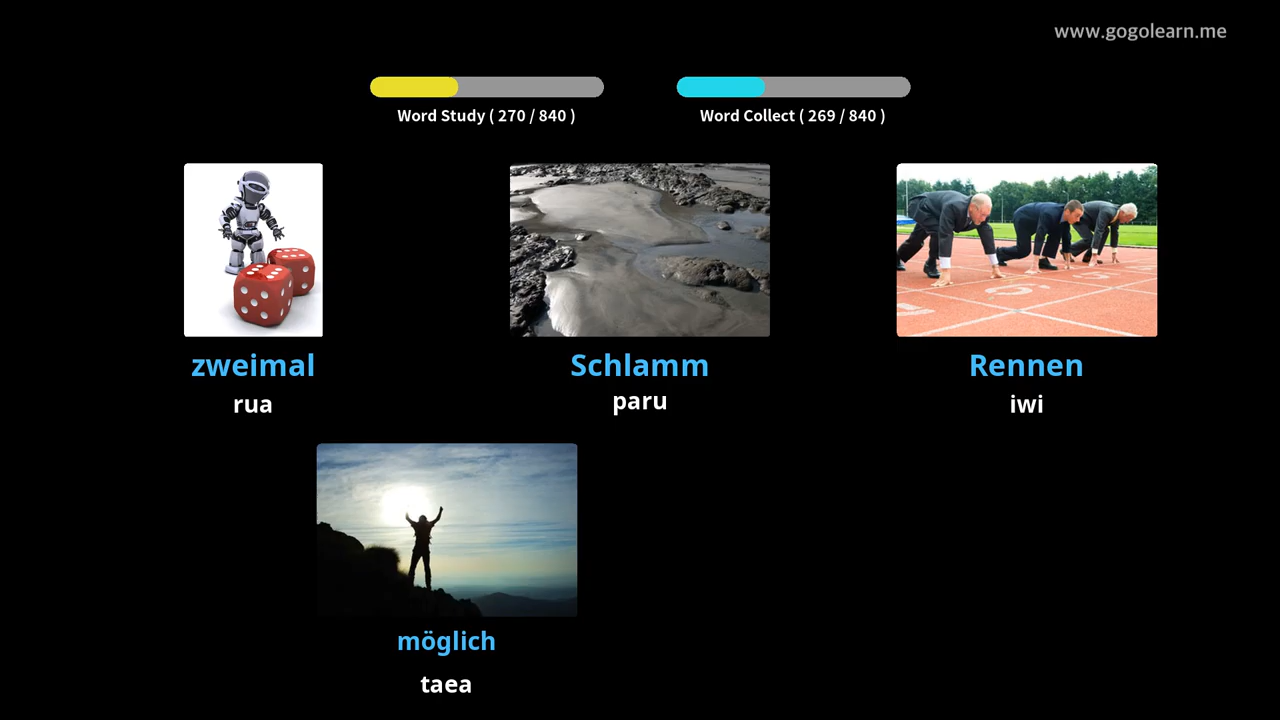 www.gogolearn.me
Word Study ( 270 / 840 )
Word Collect ( 269 / 840 )
zweimal
rua
Schlamm
paru
Rennen
iwi
möglich
taea